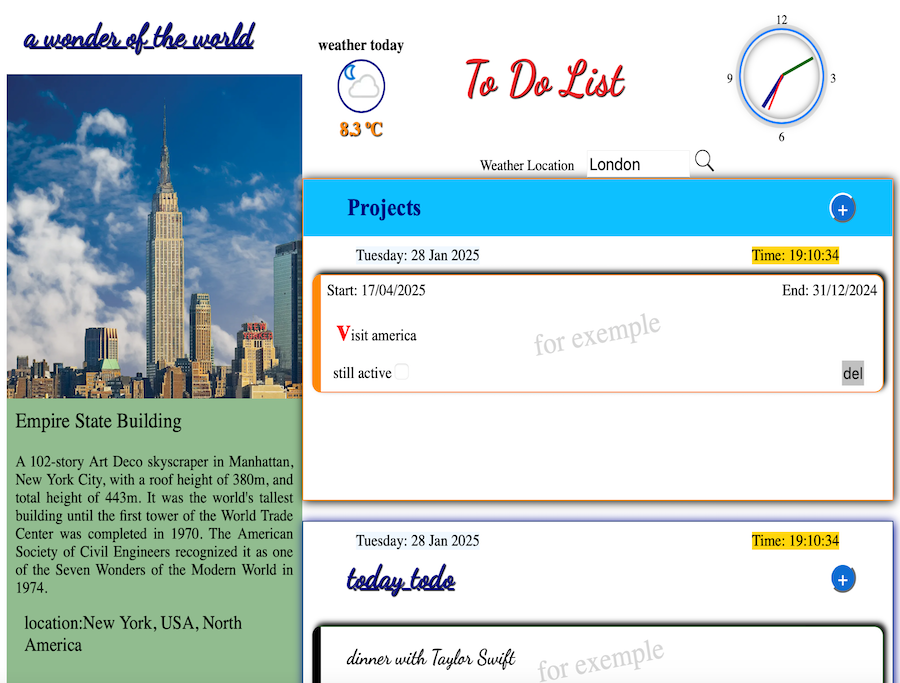 a wonder of the world
Empire State Building
A 102-story Art Deco skyscraper in Manhattan,
New York City, with a roof height of 380m, and
total height of 443m. It was the world's tallest
building until the first tower of the World Trade
Center was completed in 1970. The American
Society of Civil Engineers recognized it as one
of the Seven Wonders of the Modern World in
1974.
location:New York, USA, North
America
weather today
8.3 °C
To Do List
12
9
3
6
Weather Location London
Projects
+
Tuesday: 28 Jan 2025
Time: 19:10:34
Start: 17/04/2025
End: 31/12/2024
Visit america
for exemple
still active
del
Tuesday: 28 Jan 2025
Time: 19:10:34
today todo
+
dinner with Taylor Swift
for exemple